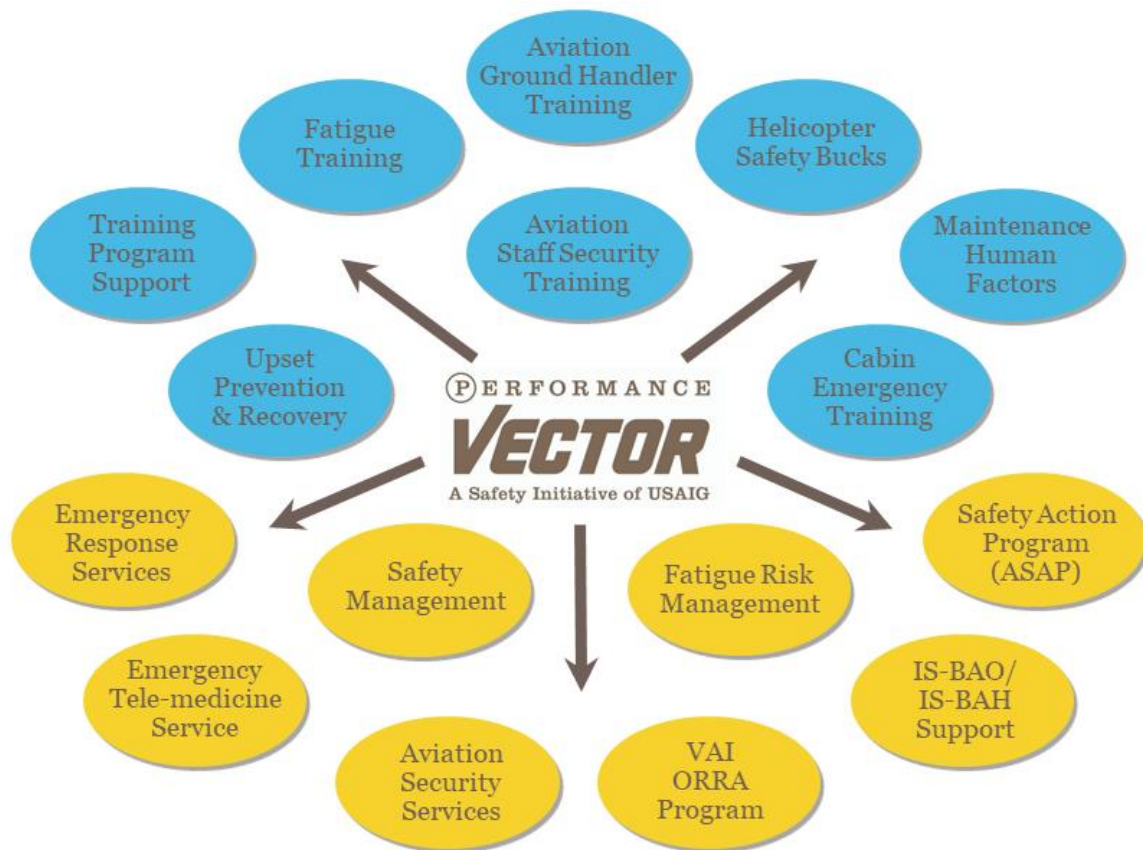 Aviation
Ground Handler
Training
Fatigue
Training
Helicopter
Safety Bucks
Training
Program
Support
Aviation
Staff Security
Training
Maintenance
Human
Factors
Upset
Prevention
& Recovery
Cabin
Emergency
Training
PERFORMANCE
VECTOR
A Safety Initiative of USAIG
Emergency
Response
Services
Safety
Management
Fatigue Risk
Management
Safety Action
Program
(ASAP)
Emergency
Tele-medicine
Service
IS-BAO/
IS-BAH
Support
Aviation
Security
Services
VAI
ORRA
Program